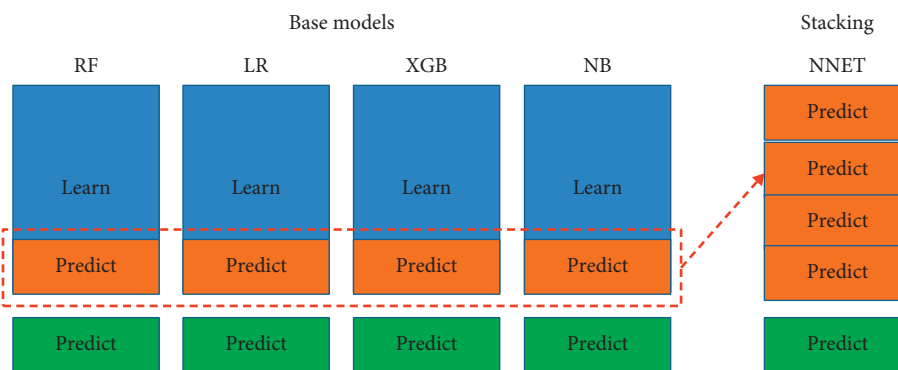 Base models Stacking
RF LR XGB NB NNET
Predict
Predict
Learn Learn Learn Learn
Predict
Predict Predict Predict Predict Predict
Predict Predict Predict Predict Predict